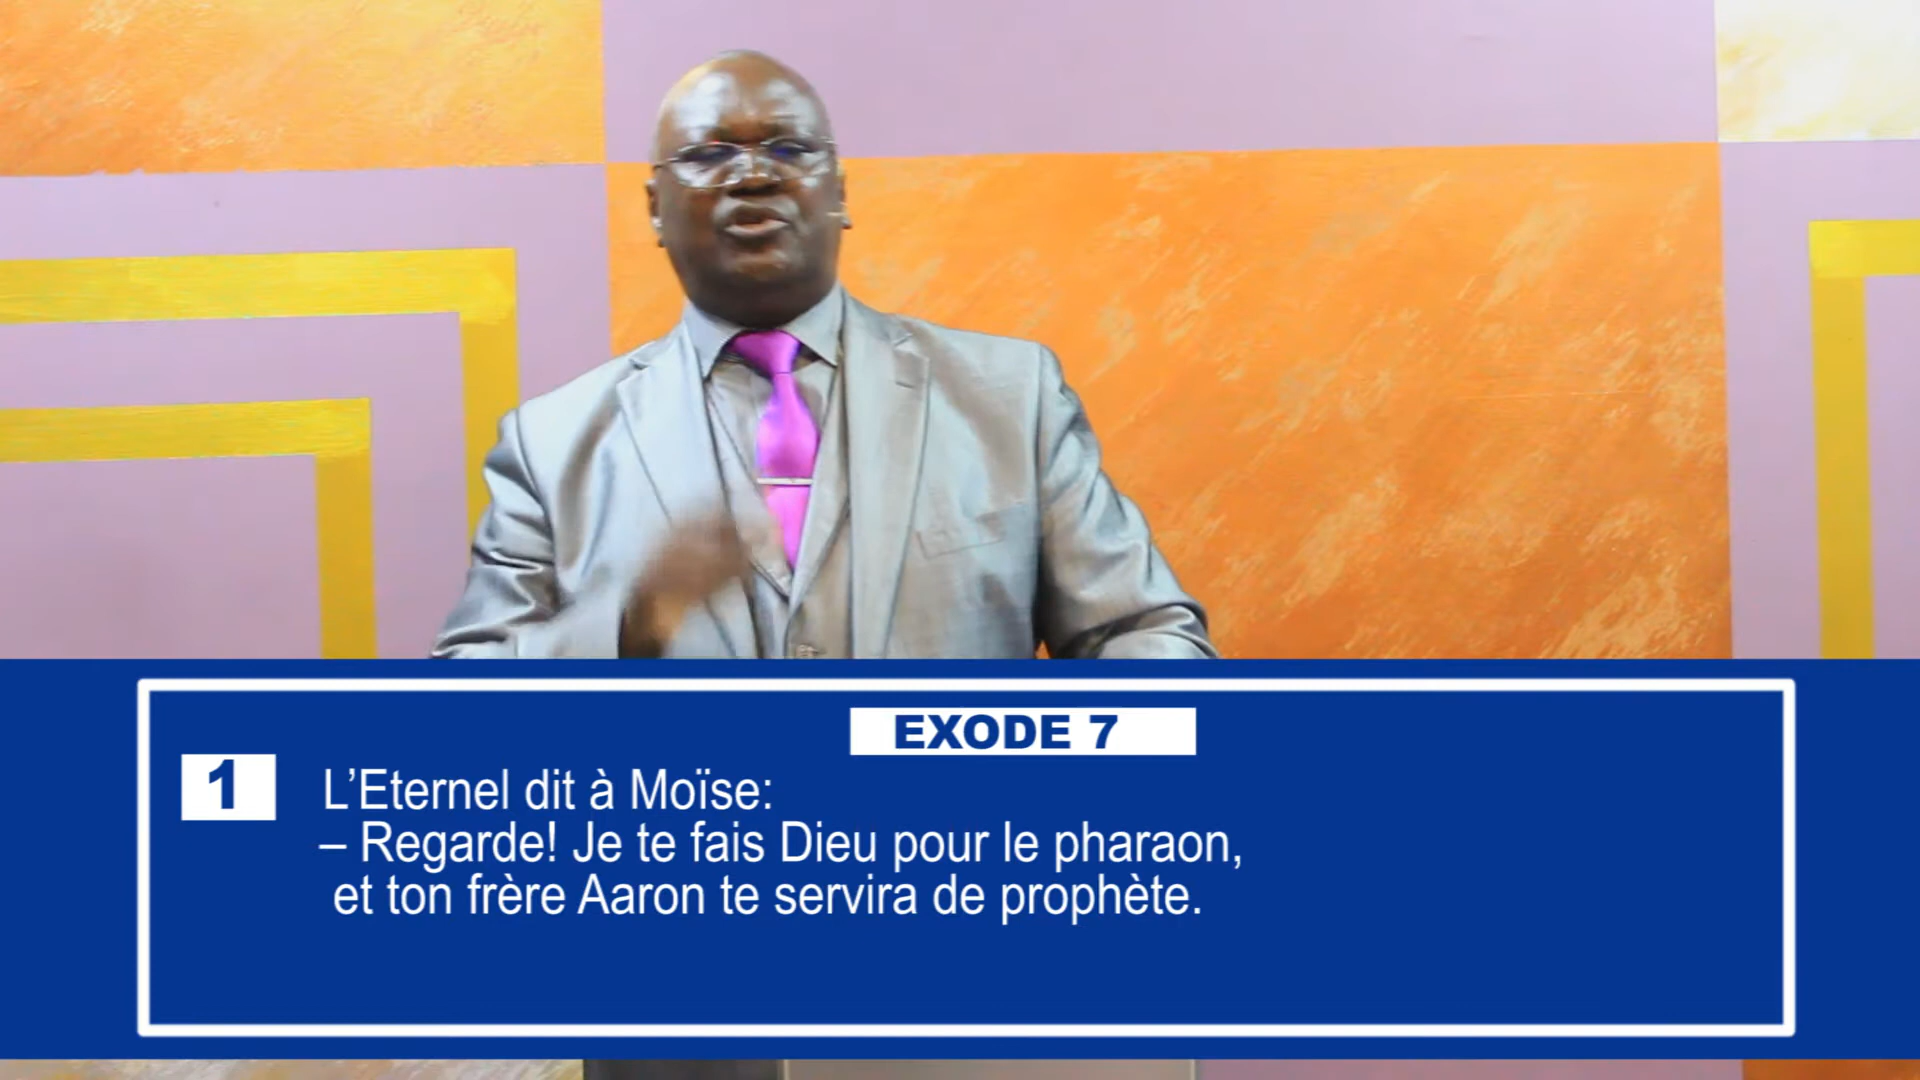 EXODE 7
1 L’Eternel dit à Moïse:
– Regarde! Je te fais Dieu pour le pharaon,
et ton frère Aaron te servira de prophète.